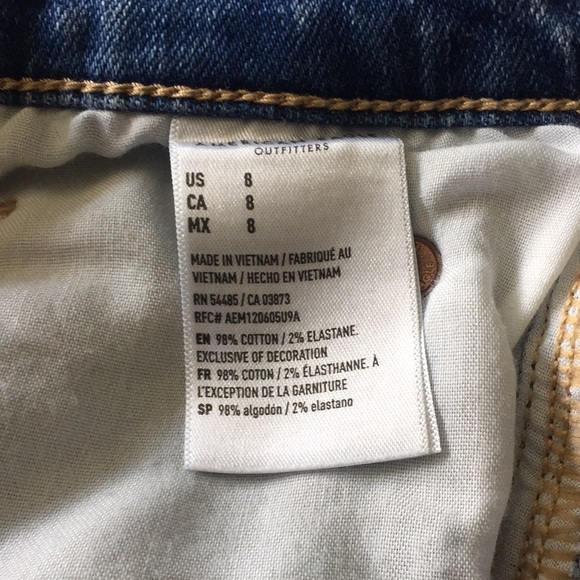 OUTFITTERS
US 8
CA 8
MX 8
MADE IN VIETNAM / FABRIQUÉ AU
VIETNAM / HECHO EN VIETNAM
RN 54485 / CA 03873
RFC# AEM120605U9A
EN 98% COTTON / 2% ELASTANE.
EXCLUSIVE OF DECORATION
FR 98% COTON / 2% ÉLASTHANNE. À
L'EXCEPTION DE LA GARNITURE
SP 98% algodón / 2% elastano